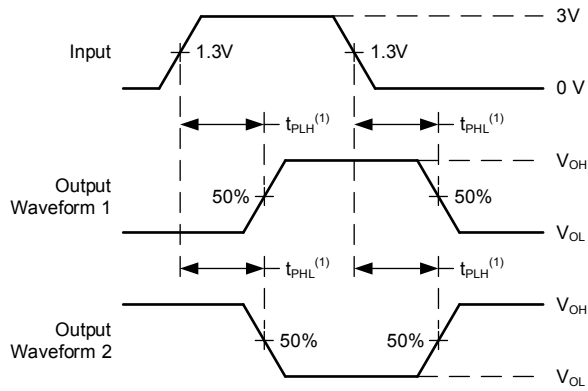 3V
Input
1.3V
1.3V
0 V
tPLH(1)
tPHL(1)
VOH
Output
Waveform 1
50%
50%
VOL
tPHL(1)
tPLH(1)
VOH
Output
Waveform 2
50%
50%
VOL